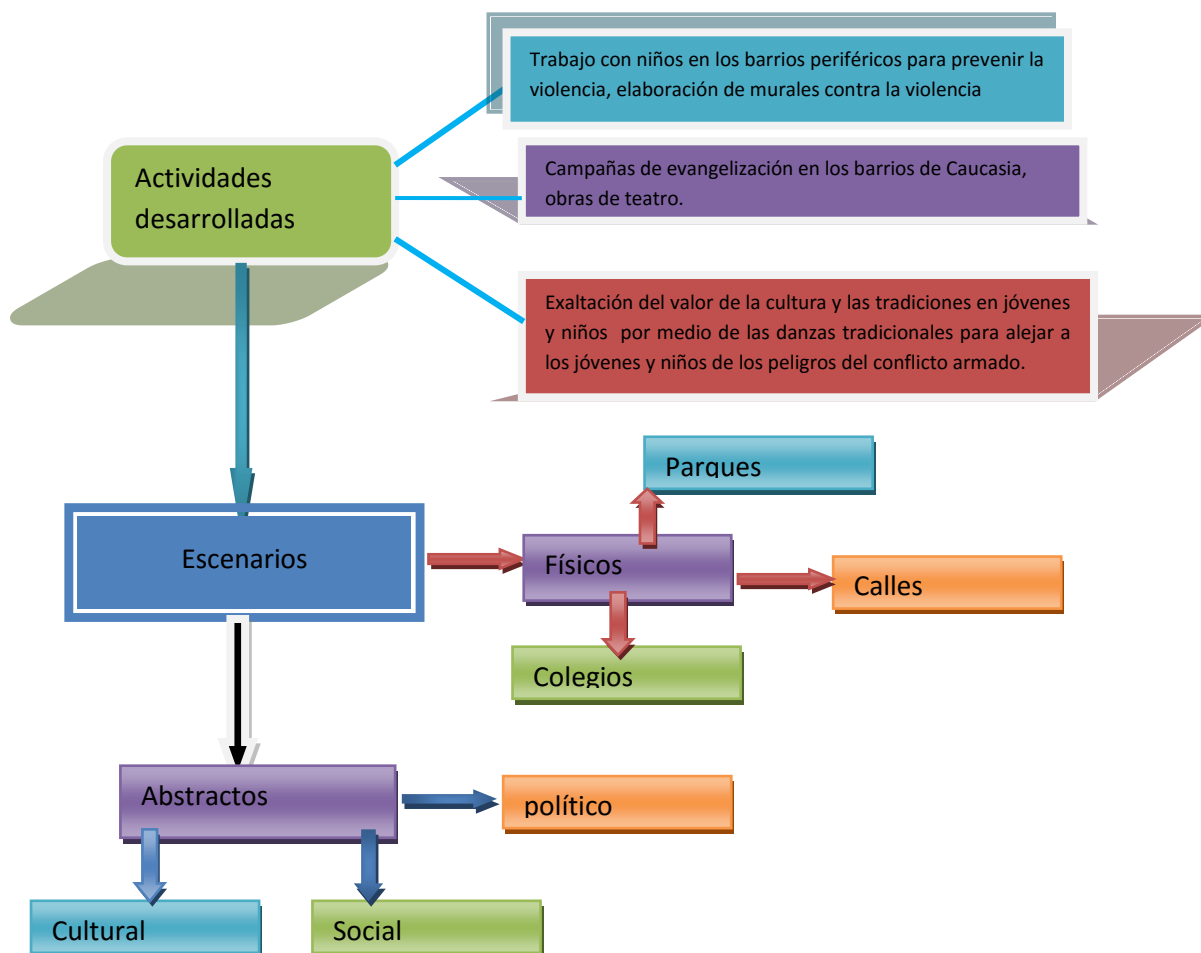 Trabajo con niños en los barrios periféricos para prevenir la
violencia, elaboración de murales contra la violencia
Actividades
desarrolladas
Campañas de evangelización en los barrios de Caucasia,
obras de teatro.
Exaltación del valor de la cultura y las tradiciones en jóvenes
y niños por medio de las danzas tradicionales para alejar a
los jóvenes y niños de los peligros del conflicto armado.
Parques
Escenarios
Físicos
Calles
Colegios
Abstractos
político
Cultural
Social